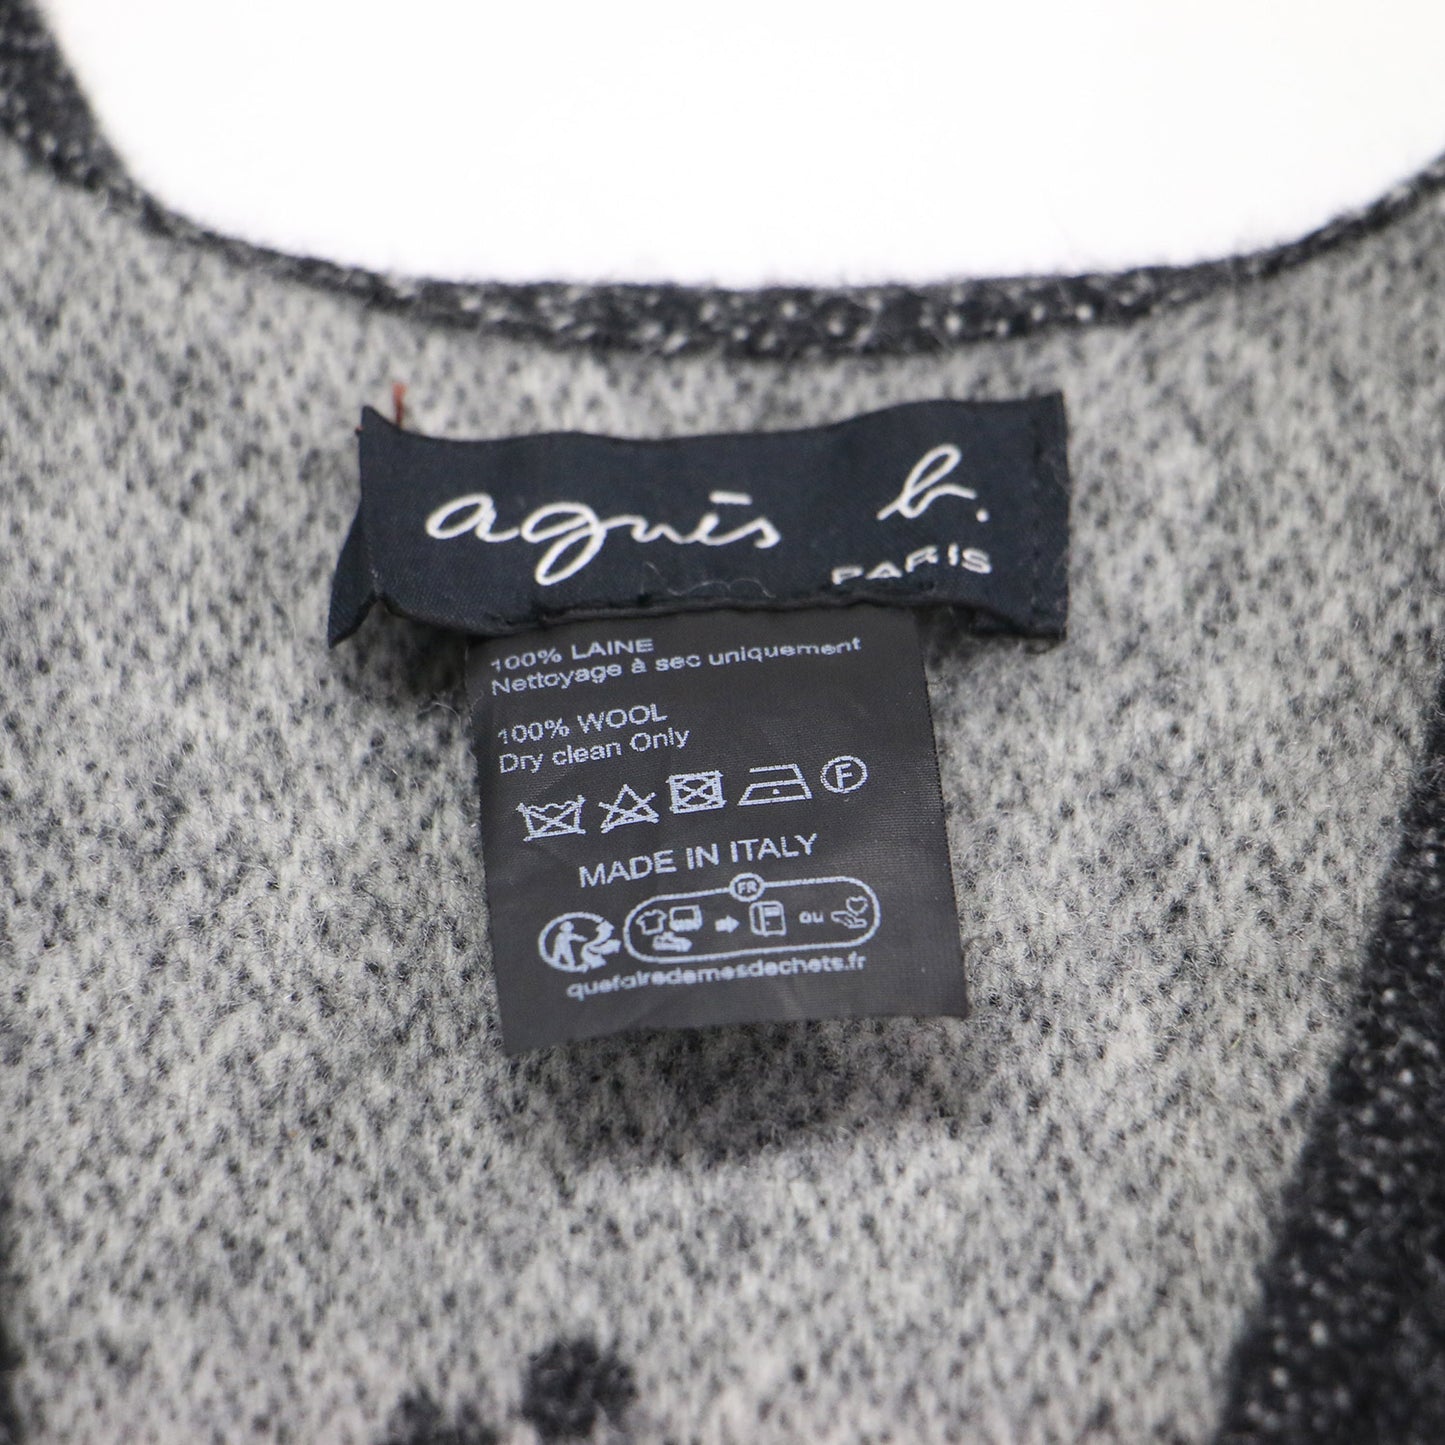 agnès b.
PARIS
100% LAINE
Nettoyage à sec uniquement
100% WOOL
Dry clean Only
F
MADE IN ITALY
FR
ou
quefairedemesdechets.fr